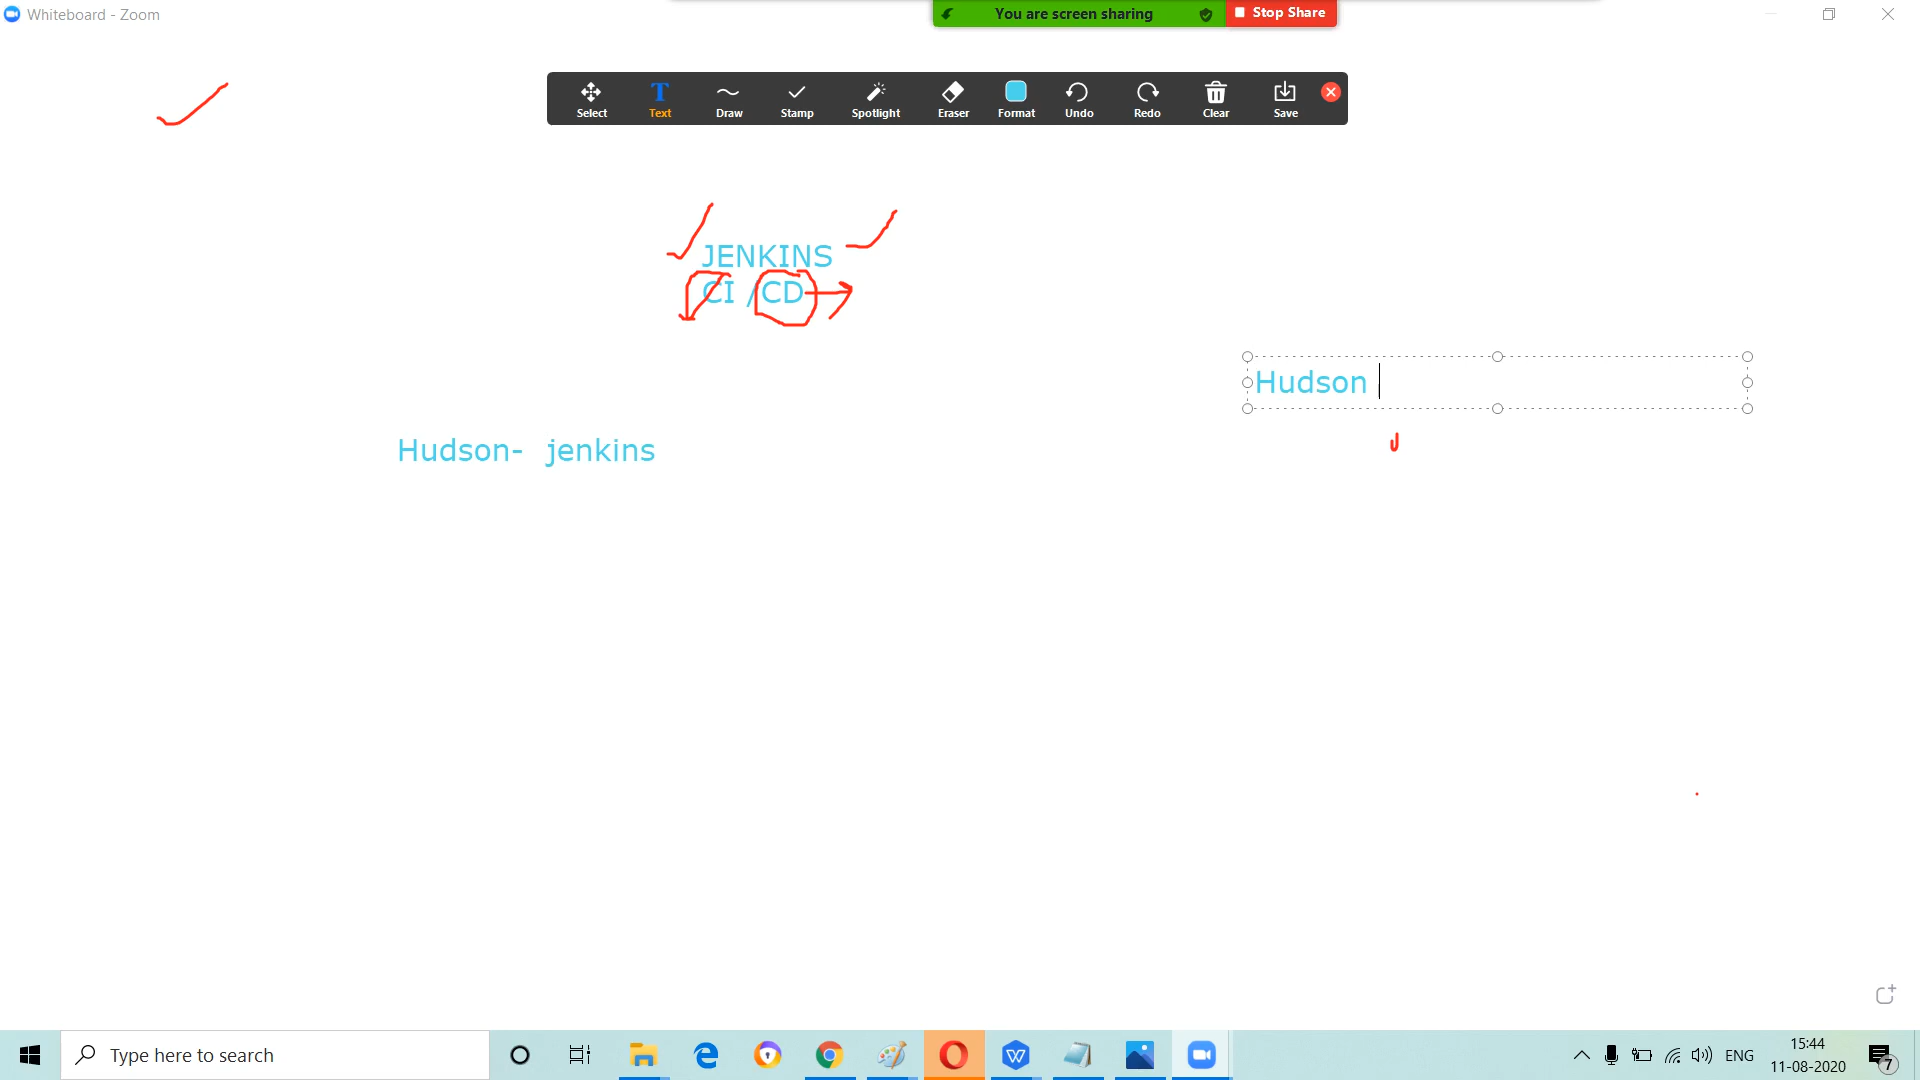 Whiteboard - Zoom
You are screen sharing
Stop Share
Select
Text
Draw
Stamp
Spotlight
Eraser
Format
Undo
Redo
Clear
Save
JENKINS
CI /CD
Hudson
Hudson- jenkins
Type here to search
ENG
15:44
11-08-2020
7